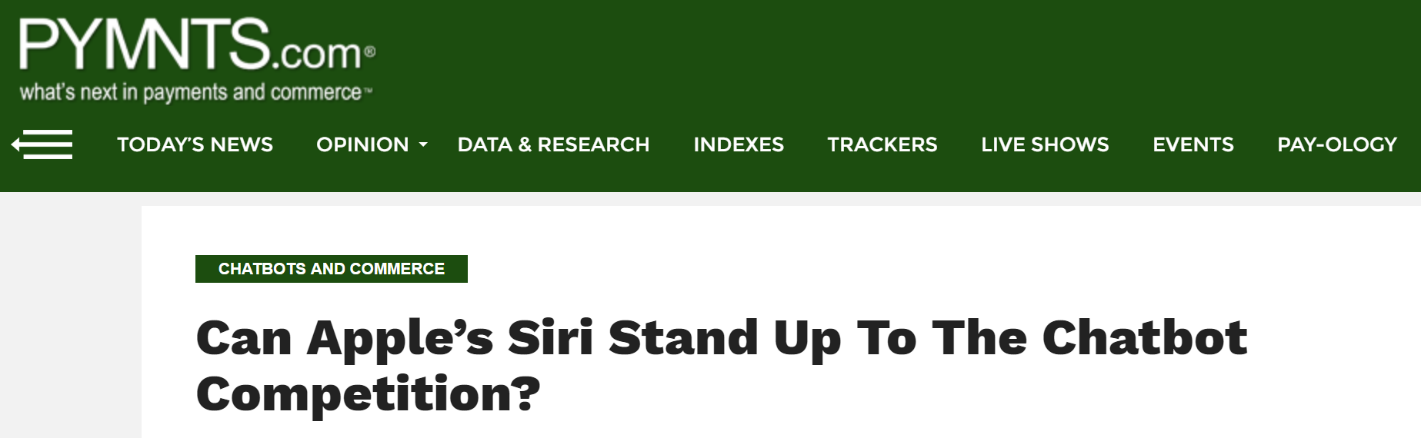 PYMNTS.com®
what's next in payments and commerce™
TODAY'S NEWS OPINION DATA & RESEARCH INDEXES TRACKERS LIVE SHOWS EVENTS PAY-OLOGY
CHATBOTS AND COMMERCE
Can Apple's Siri Stand Up To The Chatbot
Competition?